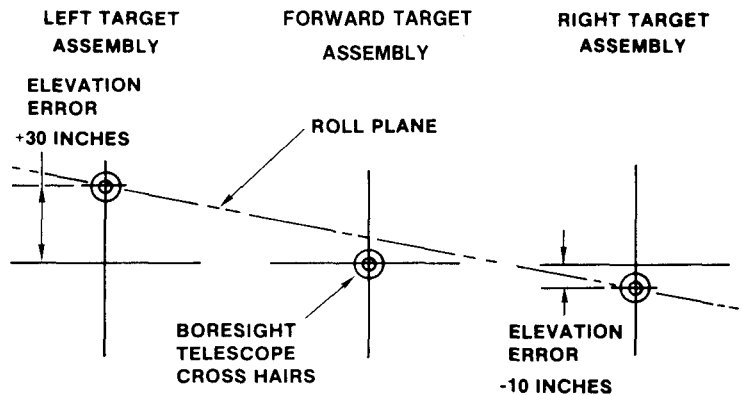 LEFT TARGET
ASSEMBLY
FORWARD TARGET
ASSEMBLY
RIGHT TARGET
ASSEMBLY
ELEVATION
ERROR
+30 INCHES
ROLL PLANE
BORESIGHT
TELESCOPE
CROSS HAIRS
ELEVATION
ERROR
-10 INCHES